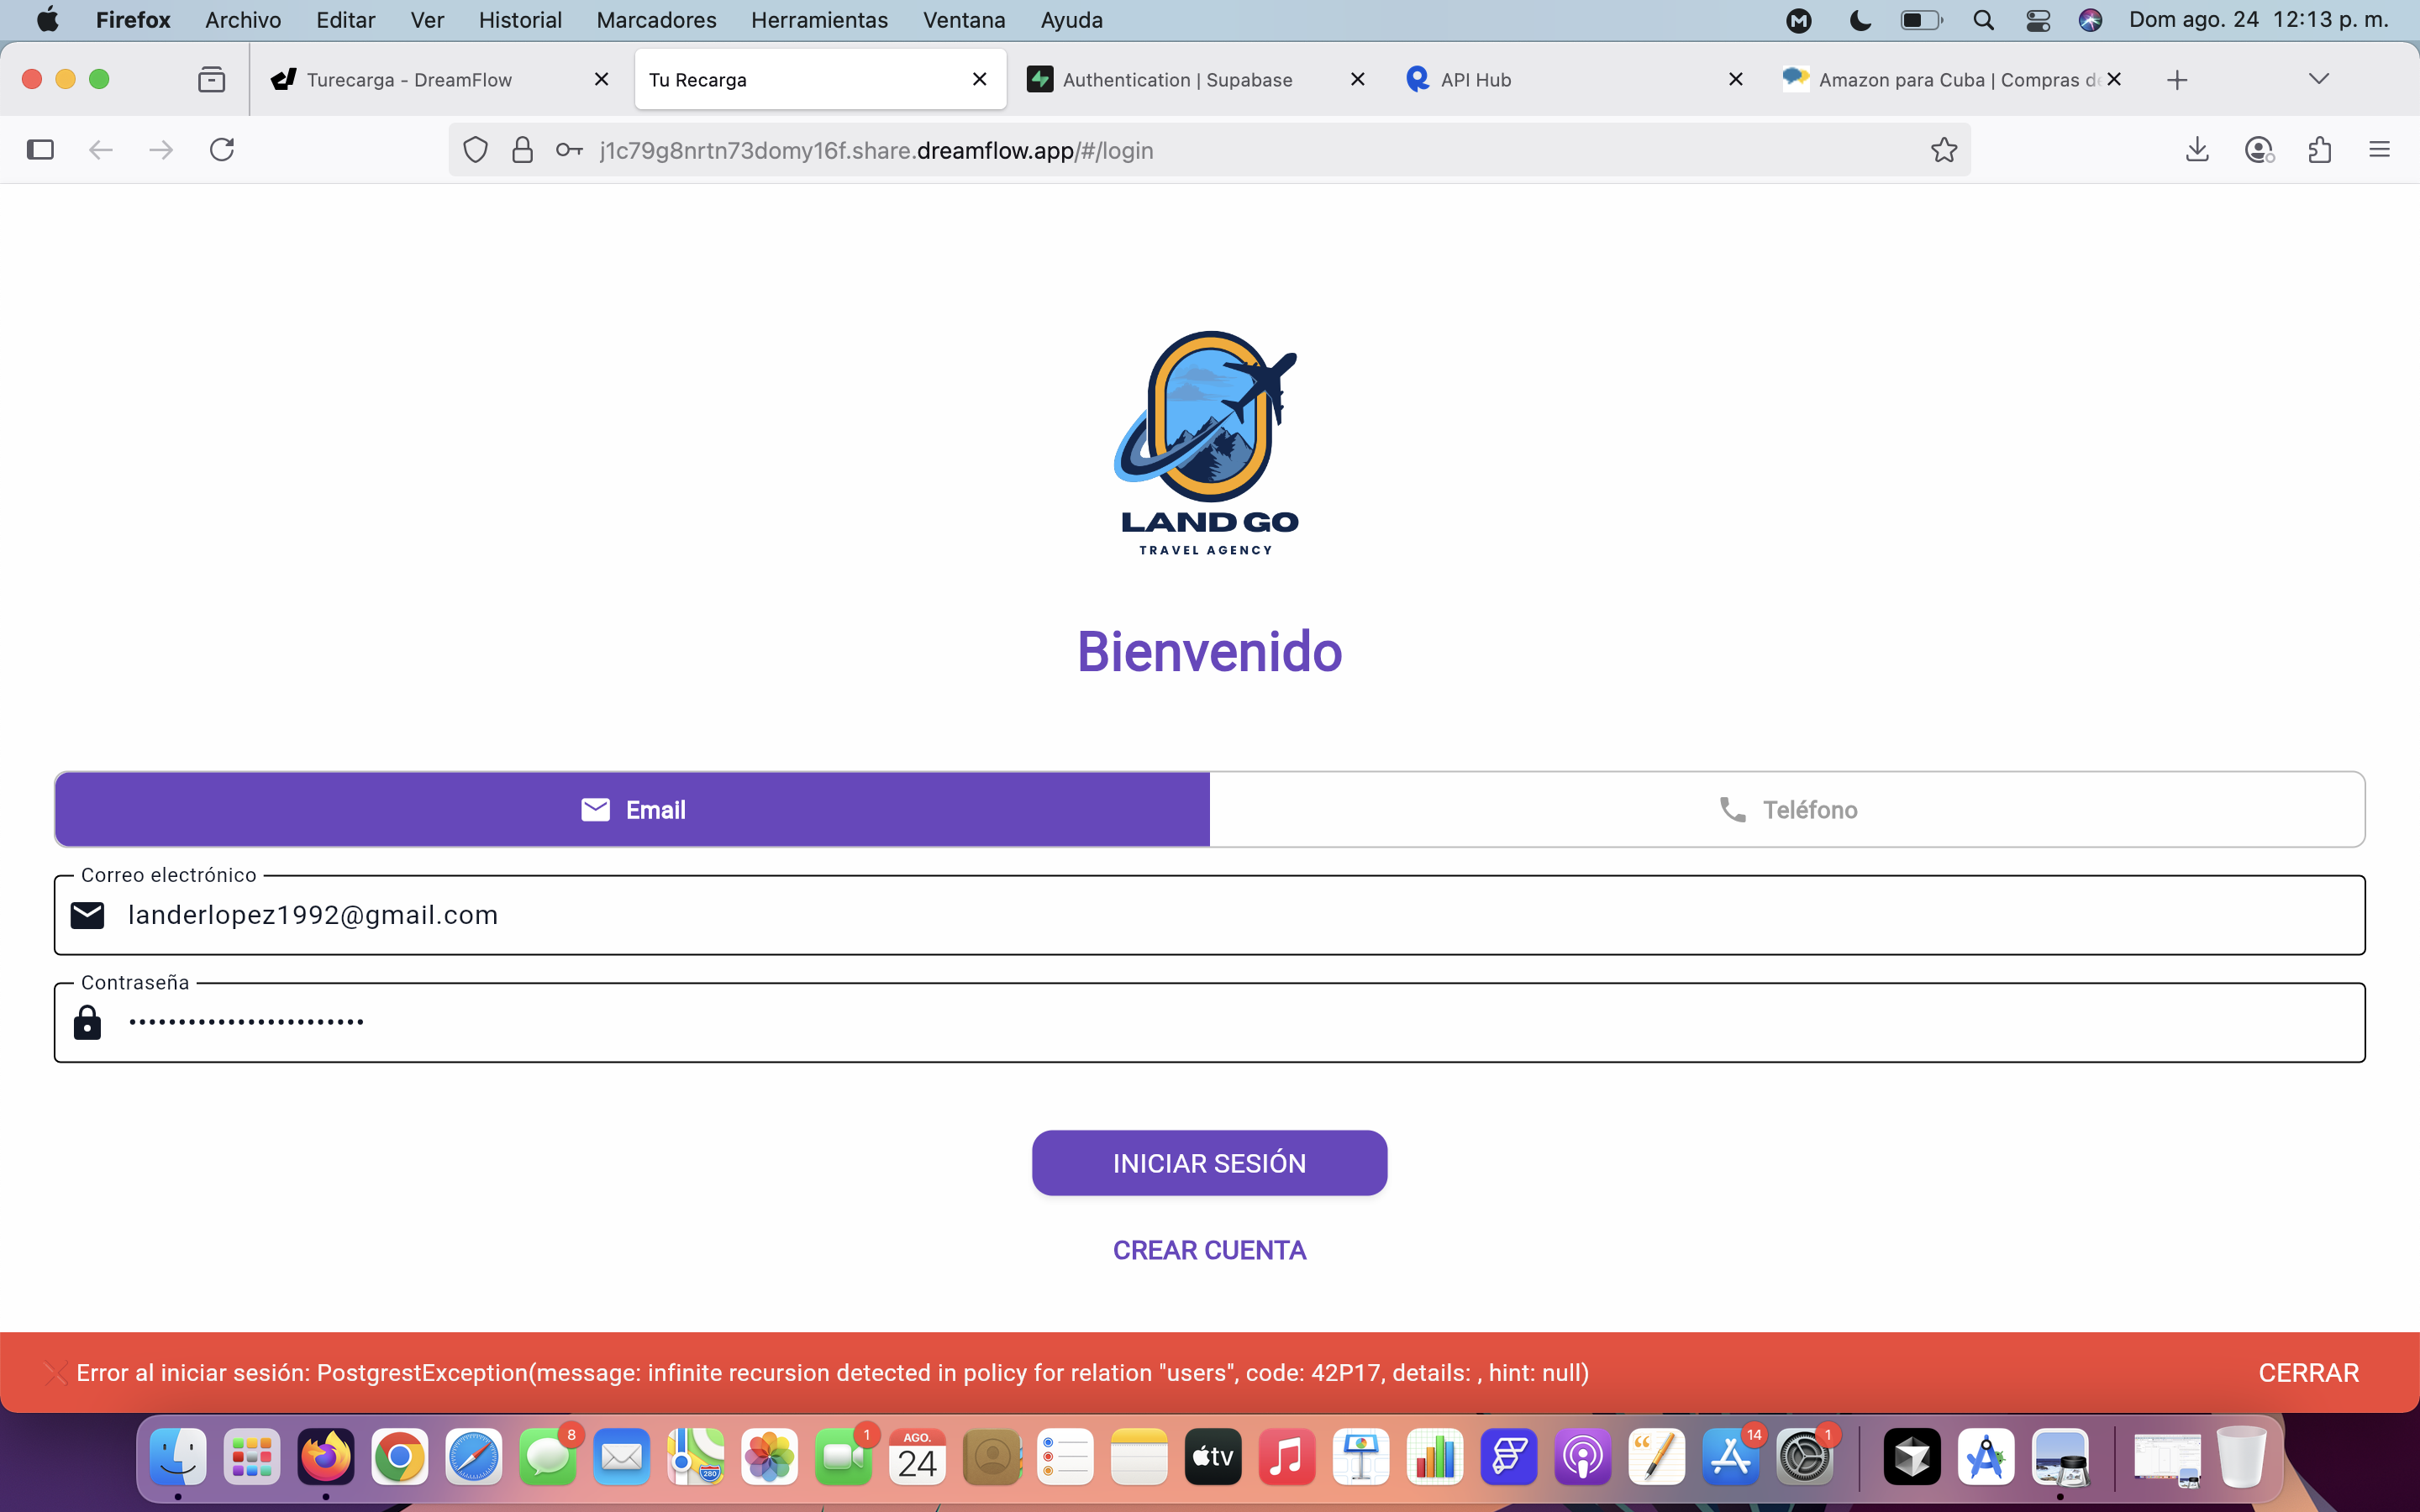 Firefox Archivo Editar Ver Historial Marcadores Herramientas Ventana Ayuda Dom ago. 24 12:13 p. m.
Turecarga - DreamFlow Tu Recarga Authentication | Supabase API Hub Amazon para Cuba | Compras de
j1c79g8nrtn73domy16f.share.dreamflow.app/#/login
LAND GO
TRAVEL AGENCY
Bienvenido
Email Teléfono
Correo electrónico
landerlopez1992@gmail.com
Contraseña
INICIAR SESIÓN
CREAR CUENTA
Error al iniciar sesión: PostgrestException(message: infinite recursion detected in policy for relation "users", code: 42P17, details: , hint: null) CERRAR
8 1 AGO. 24 280 tv 14 1